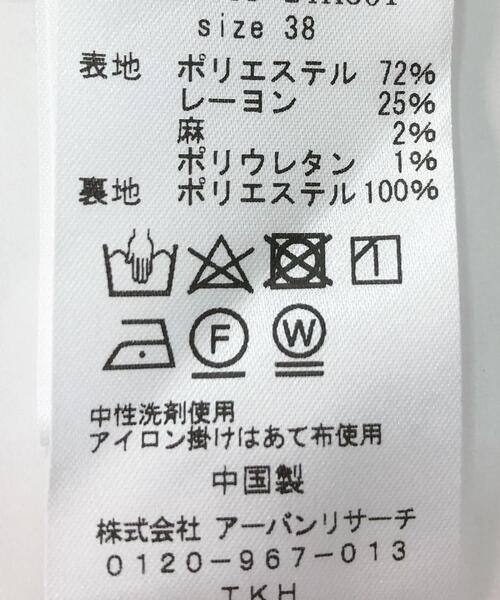 size 38
表地 ポリエステル 72%
レーヨン 25%
麻 2%
ポリウレタン 1%
裏地 ポリエステル 100%
F W
中性洗剤使用
アイロン掛けはあて布使用
中国製
株式会社 アーバンリサーチ
0120-967-013
TKH